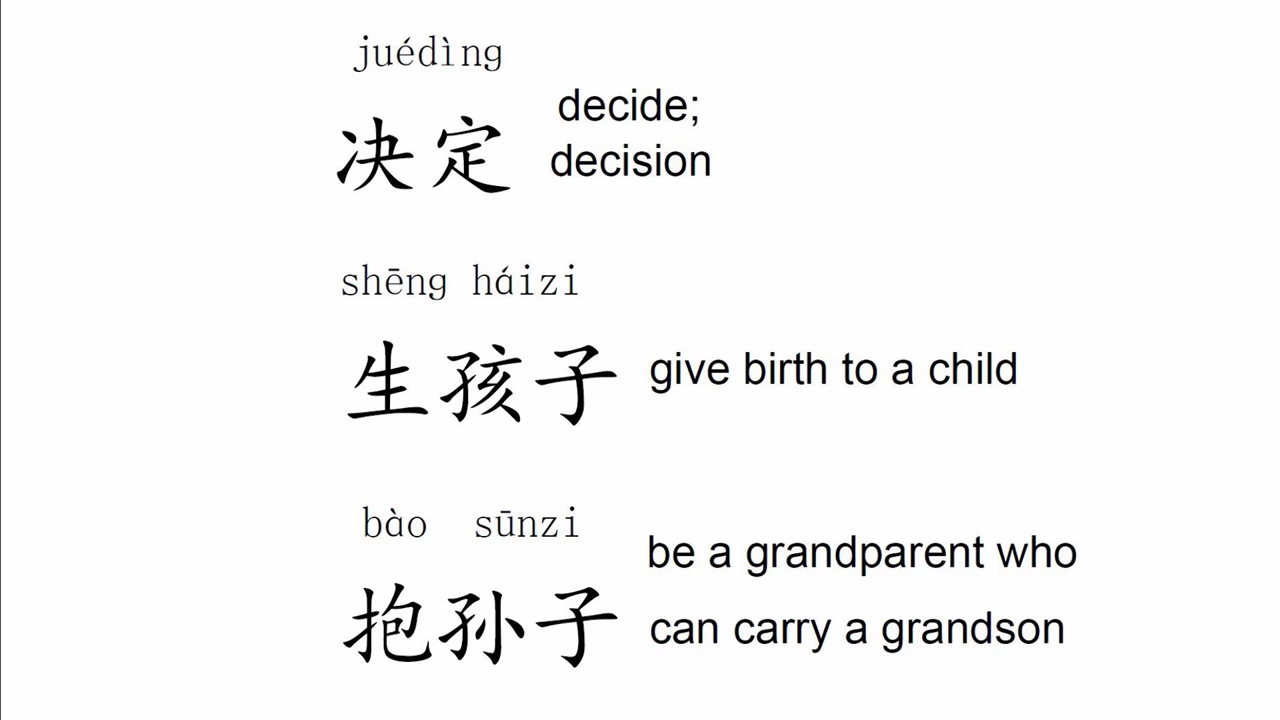 juédìng
决定
decide;
decision
shēng háizi
生孩子
give birth to a child
bào sūnzi
抱孙子
be a grandparent who
can carry a grandson